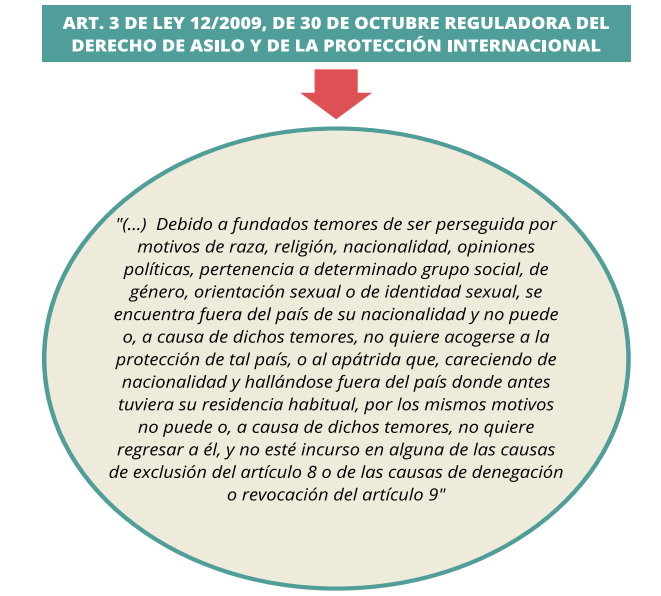 ART. 3 DE LEY 12/2009, DE 30 DE OCTUBRE REGULADORA DEL
DERECHO DE ASILO Y DE LA PROTECCIÓN INTERNACIONAL
"(...) Debido a fundados temores de ser perseguida por
motivos de raza, religión, nacionalidad, opiniones
políticas, pertenencia a determinado grupo social, de
género, orientación sexual o de identidad sexual, se
encuentra fuera del país de su nacionalidad y no puede
o, a causa de dichos temores, no quiere acogerse a la
protección de tal país, o al apátrida que, careciendo de
nacionalidad y hallándose fuera del país donde antes
tuviera su residencia habitual, por los mismos motivos
no puede o, a causa de dichos temores, no quiere
regresar a él, y no esté incurso en alguna de las causas
de exclusión del artículo 8 o de las causas de denegación
o revocación del artículo 9"